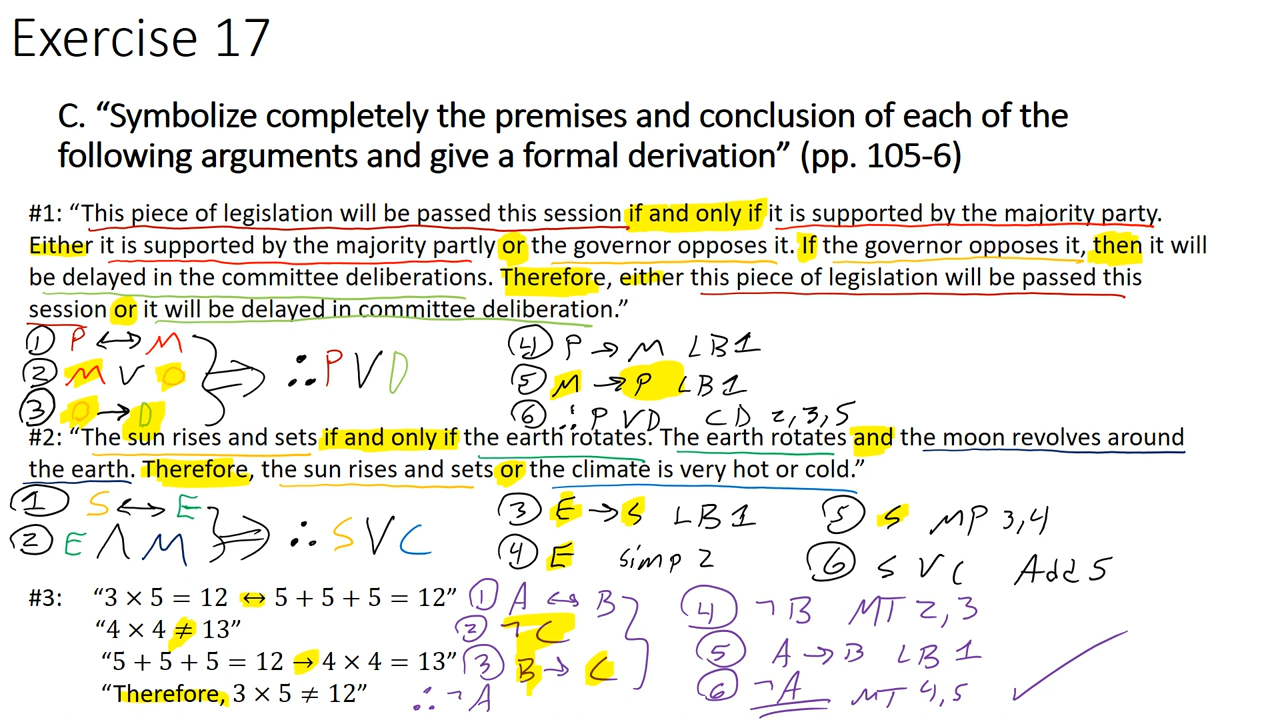 Exercise 17
C. “Symbolize completely the premises and conclusion of each of the
following arguments and give a formal derivation” (pp. 105-6)
#1: “This piece of legislation will be passed this session if and only if it is supported by the majority party.
Either it is supported by the majority partly or the governor opposes it. If the governor opposes it, then it will
be delayed in the committee deliberations. Therefore, either this piece of legislation will be passed this
session or it will be delayed in committee deliberation.”
① P ↔ M
② M ∨ O
③ O → D
⇒ ∴ P ∨ D
④ P → M LB1
⑤ M → P LB1
⑥ ∴ P ∨ D CD 2,3,5
#2: “The sun rises and sets if and only if the earth rotates. The earth rotates and the moon revolves around
the earth. Therefore, the sun rises and sets or the climate is very hot or cold.”
① S ↔ E
② E ∧ M
⇒ ∴ S ∨ C
③ E → S LB1
④ E simp 2
⑤ S MP 3,4
⑥ S ∨ C Add 5
#3: “3 × 5 = 12 ↔ 5 + 5 + 5 = 12”
“4 × 4 ≠ 13”
“5 + 5 + 5 = 12 → 4 × 4 = 13”
“Therefore, 3 × 5 ≠ 12”
① A ↔ B
② ¬C
③ B → C
∴ ¬A
④ ¬B MT 2,3
⑤ A → B LB1
⑥ ¬A MT 4,5 ✓